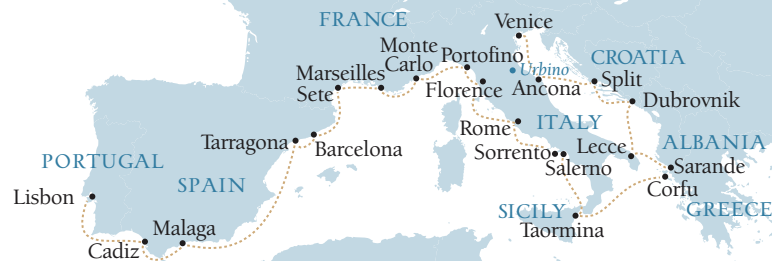 FRANCE
Venice
Monte
Carlo
Portofino
CROATIA
Urbino
Marseilles
Sete
Florence
Ancona
Split
Dubrovnik
Rome
ITALY
Tarragona
Barcelona
Sorrento
Salerno
Lecce
ALBANIA
Sarande
Corfu
PORTUGAL
SPAIN
Lisbon
SICILY
GREECE
Taormina
Malaga
Cadiz